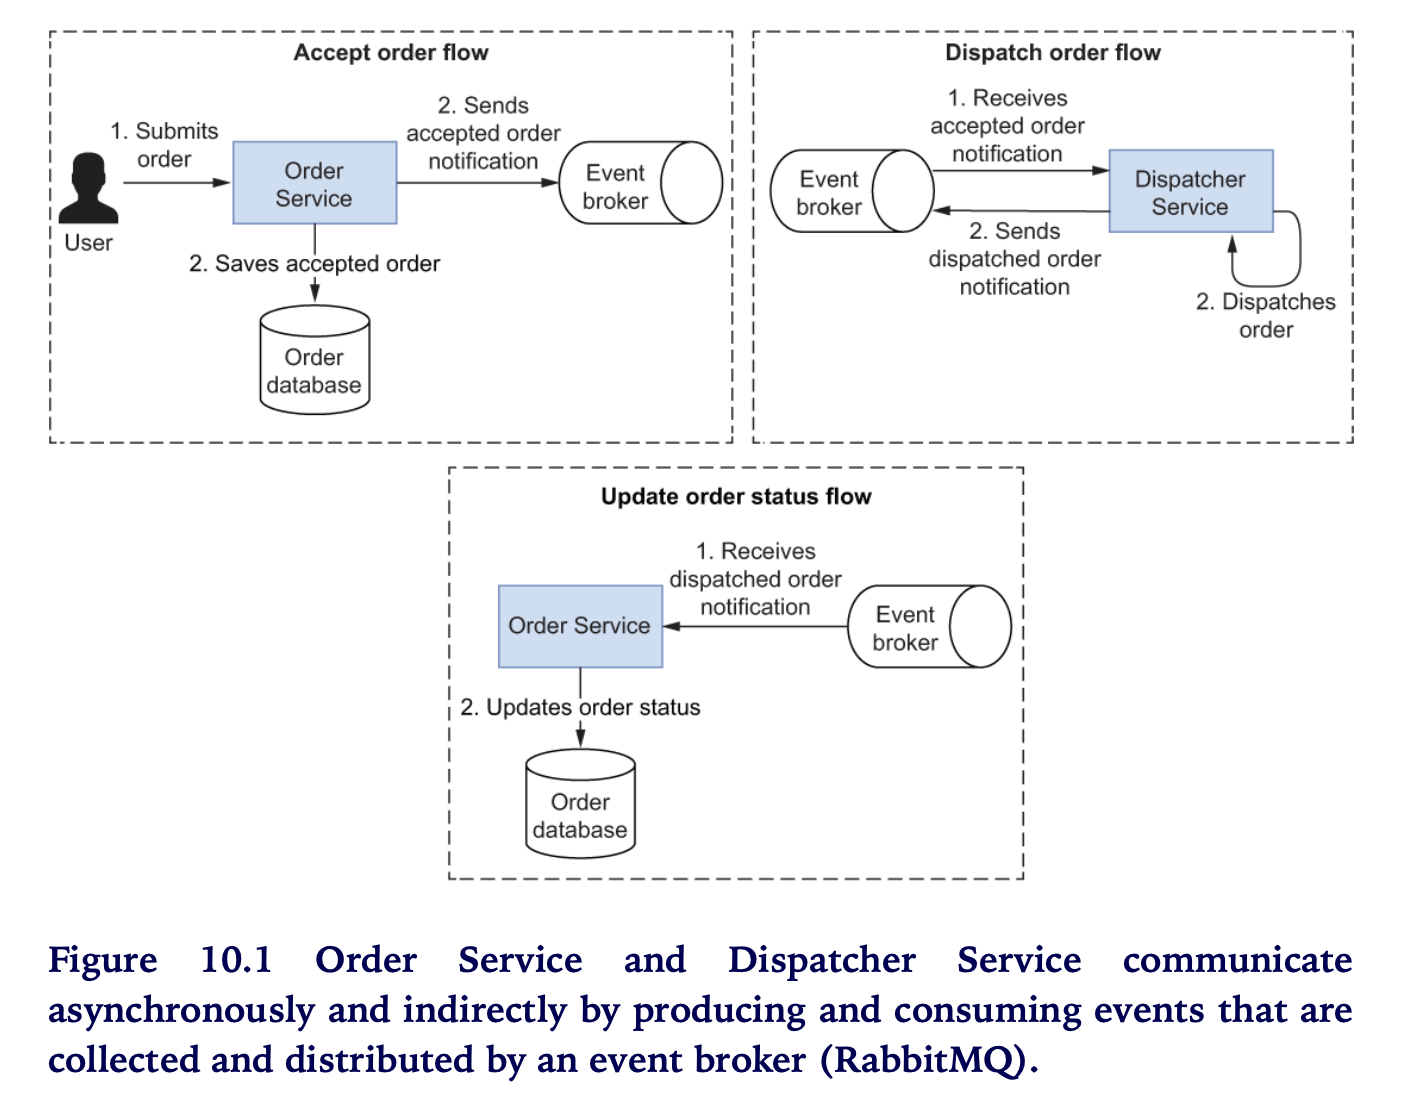 Accept order flow
1. Submits
order
User
Order
Service
2. Sends
accepted order
notification
Event
broker
2. Saves accepted order
Order
database
Dispatch order flow
Event
broker
1. Receives
accepted order
notification
2. Sends
dispatched order
notification
Dispatcher
Service
2. Dispatches
order
Update order status flow
Order Service
1. Receives
dispatched order
notification
Event
broker
2. Updates order status
Order
database
Figure 10.1 Order Service and Dispatcher Service communicate
asynchronously and indirectly by producing and consuming events that are
collected and distributed by an event broker (RabbitMQ).